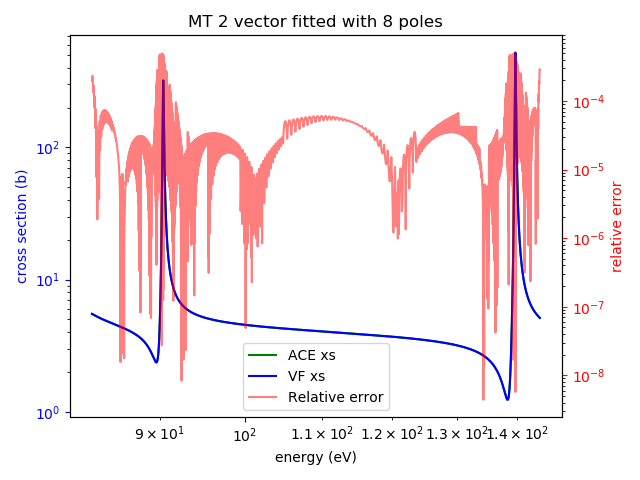 MT 2 vector fitted with 8 poles
cross section (b)
10²
10¹
10⁰
10⁻⁴
10⁻⁵
10⁻⁶
10⁻⁷
10⁻⁸
relative error
ACE xs
VF xs
Relative error
9 × 10¹ 10² 1.1 × 10² 1.2 × 10² 1.3 × 10² 1.4 × 10²
energy (eV)